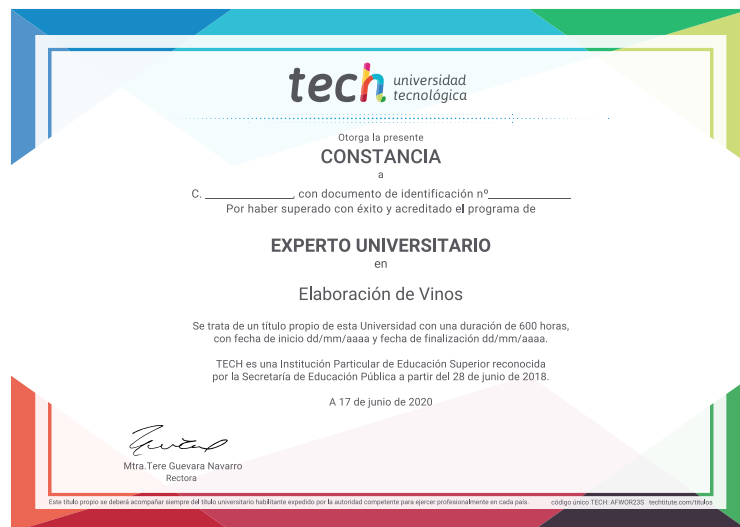 tech universidad
tecnológica
Otorga la presente
CONSTANCIA
a
C. ______________, con documento de identificación nº_____________
Por haber superado con éxito y acreditado el programa de
EXPERTO UNIVERSITARIO
en
Elaboración de Vinos
Se trata de un título propio de esta Universidad con una duración de 600 horas,
con fecha de inicio dd/mm/aaaa y fecha de finalización dd/mm/aaaa.
TECH es una Institución Particular de Educación Superior reconocida
por la Secretaría de Educación Pública a partir del 28 de junio de 2018.
A 17 de junio de 2020
Mtra.Tere Guevara Navarro
Rectora
Este título propio se deberá acompañar siempre del título universitario habilitante expedido por la autoridad competente para ejercer profesionalmente en cada país. código único TECH: AFWOR23S techtitute.com/titulos